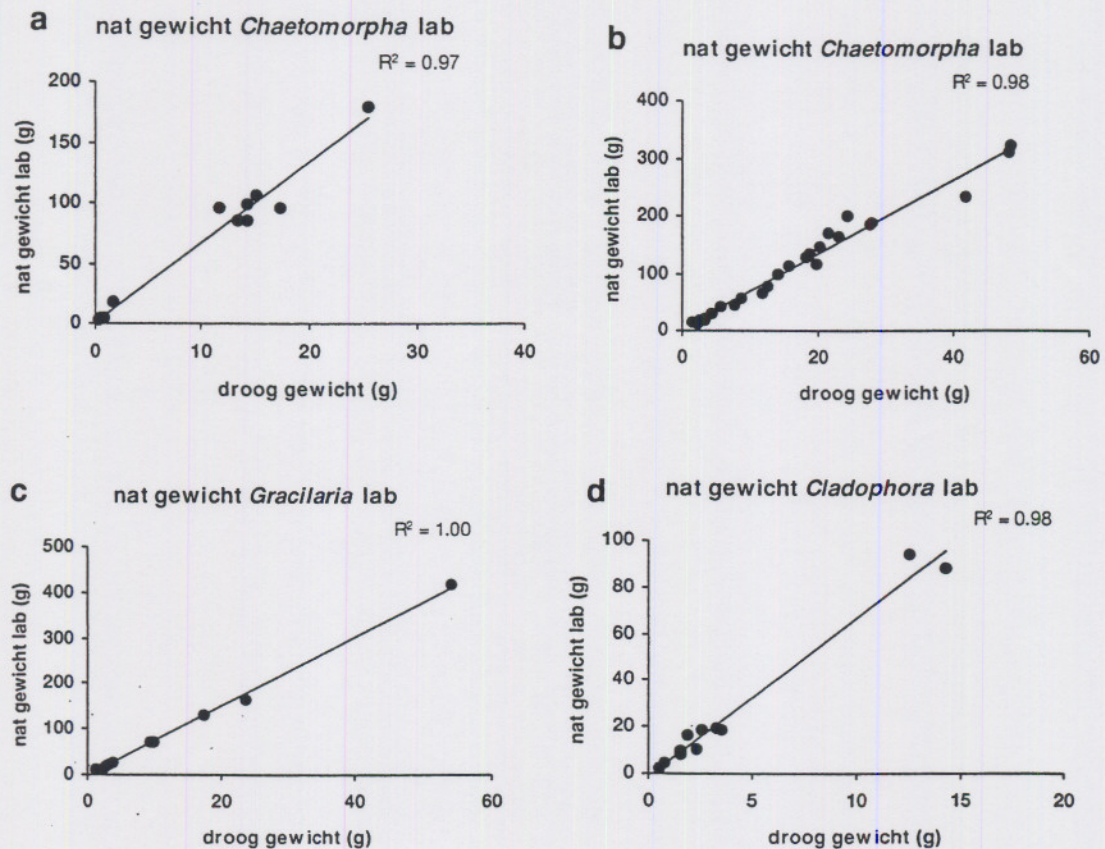 a
nat gewicht Chaetomorpha lab
R² = 0.97
nat gewicht lab (g)
200
150
100
50
0
0 10 20 30 40
droog gewicht (g)
b
nat gewicht Chaetomorpha lab
R² = 0.98
nat gewicht lab (g)
400
300
200
100
0
0 20 40 60
droog gewicht (g)
c
nat gewicht Gracilaria lab
R² = 1.00
nat gewicht lab (g)
500
400
300
200
100
0
0 20 40 60
droog gewicht (g)
d
nat gewicht Cladophora lab
R² = 0.98
nat gewicht lab (g)
100
80
60
40
20
0
0 5 10 15 20
droog gewicht (g)